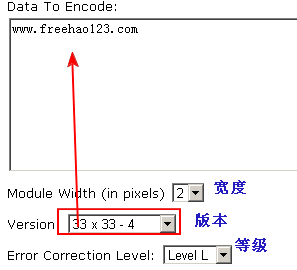 Data To Encode:
www.freehao123.com
Module Width (in pixels) 2 宽度
Version 33 x 33 - 4 版本
Error Correction Level: Level L 等级